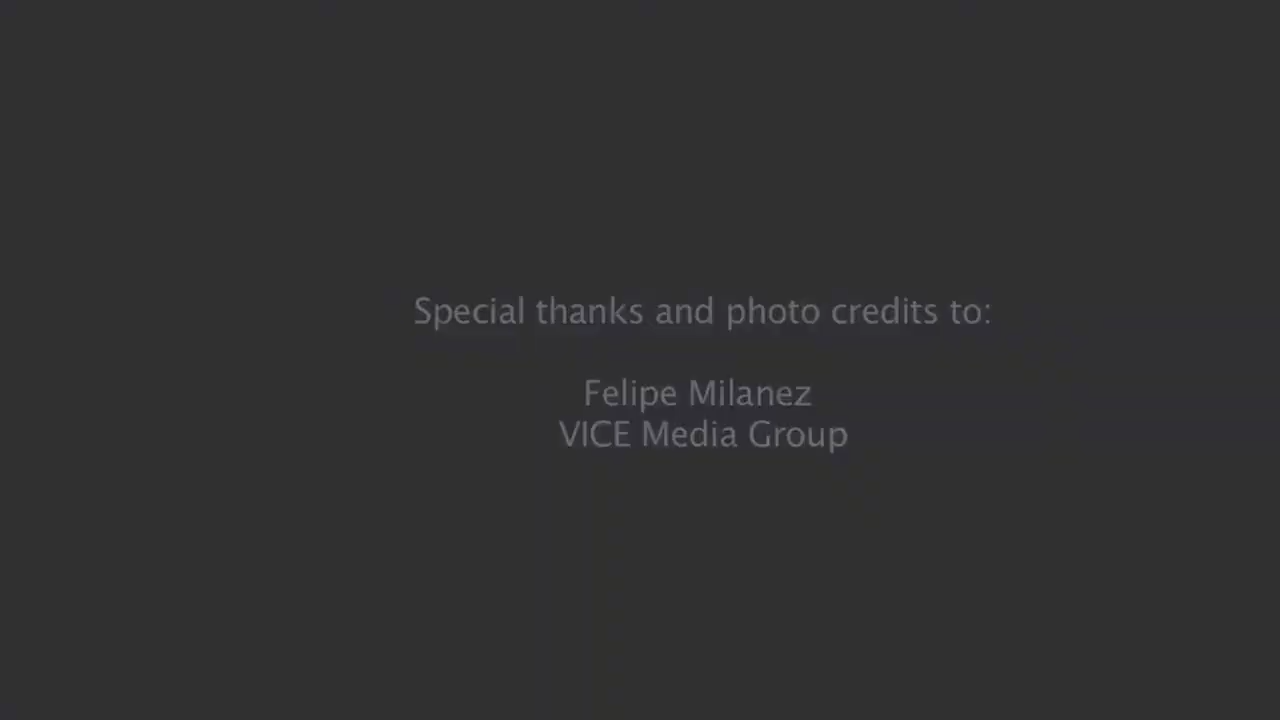 Special thanks and photo credits to:
Felipe Milanez
VICE Media Group